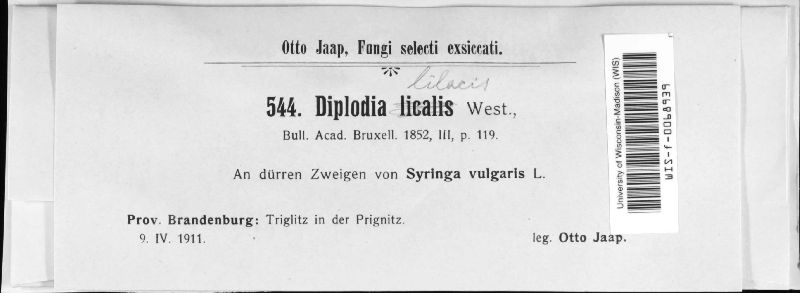 Otto Jaap, Fungi selecti exsiccati.
lilacis
544. Diplodia licalis West.,
Bull. Acad. Bruxell. 1852, III, p. 119.
An dürren Zweigen von Syringa vulgaris L.
Prov. Brandenburg: Triglitz in der Prignitz.
9. IV. 1911.
leg. Otto Jaap.
University of Wisconsin-Madison (WIS)
WIS-f-0068939